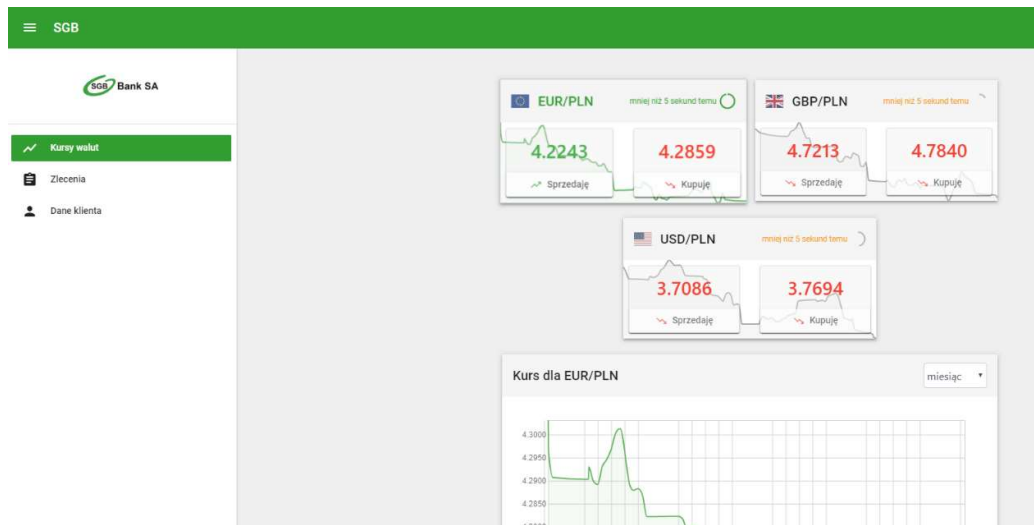 SGB
SGB Bank SA
Kursy walut
Zlecenia
Dane klienta
EUR/PLN mniej niż 5 sekund temu
4.2243 4.2859
Sprzedaję Kupuję
GBP/PLN mniej niż 5 sekund temu
4.7213 4.7840
Sprzedaję Kupuję
USD/PLN mniej niż 5 sekund temu
3.7086 3.7694
Sprzedaję Kupuję
Kurs dla EUR/PLN miesiąc
4.3000
4.2950
4.2900
4.2850